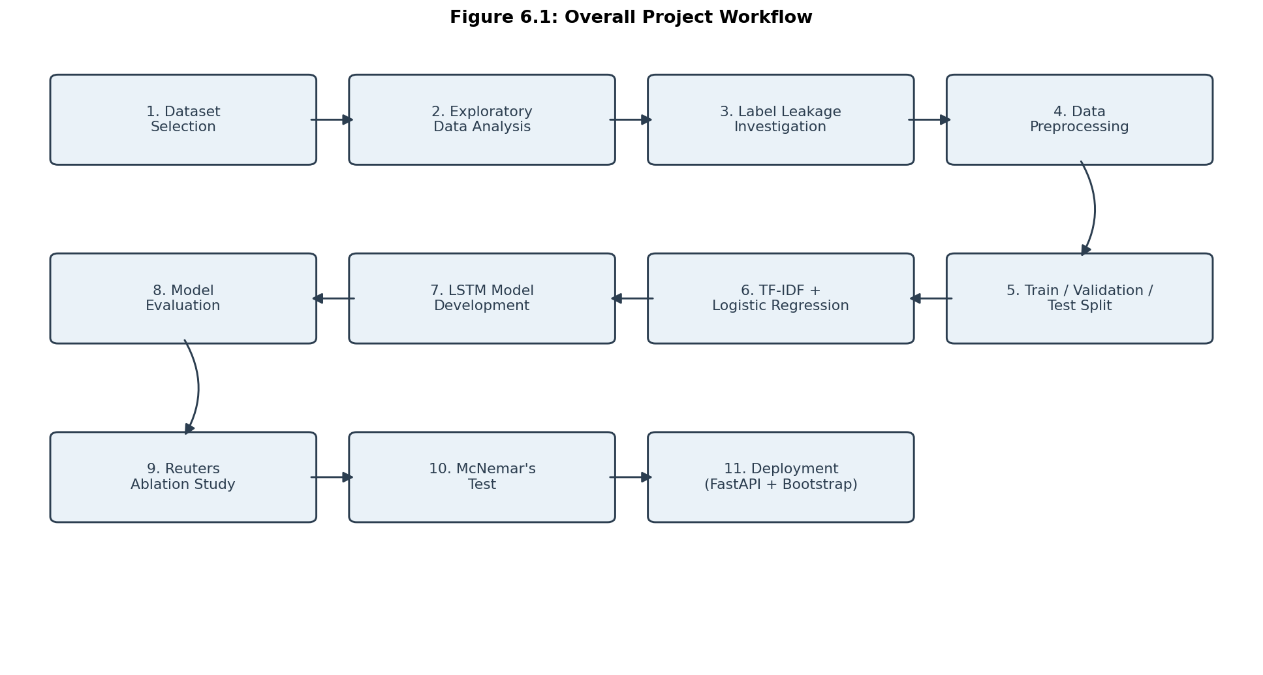 Figure 6.1: Overall Project Workflow
1. Dataset
Selection
2. Exploratory
Data Analysis
3. Label Leakage
Investigation
4. Data
Preprocessing
5. Train / Validation /
Test Split
6. TF-IDF +
Logistic Regression
7. LSTM Model
Development
8. Model
Evaluation
9. Reuters
Ablation Study
10. McNemar's
Test
11. Deployment
(FastAPI + Bootstrap)